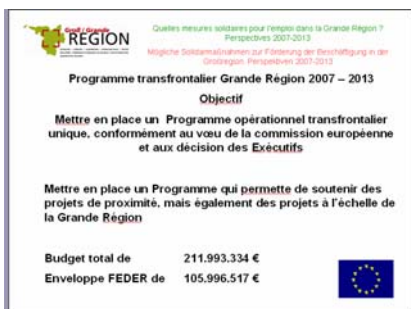 Groß / Grande
REGION
Quelles mesures solidaires pour l'emploi dans la Grande Région ?
Perspectives 2007-2013
Mögliche Solidarmaßnahmen zur Förderung der Beschäftigung in der
Großregion. Perspektiven 2007-2013
Programme transfrontalier Grande Région 2007 – 2013
Objectif
Mettre en place un Programme opérationnel transfrontalier
unique, conformément au vœu de la commission européenne
et aux décision des Exécutifs
Mettre en place un Programme qui permette de soutenir des
projets de proximité, mais également des projets à l'échelle de
la Grande Région
Budget total de 211.993.334 €
Enveloppe FEDER de 105.996.517 €